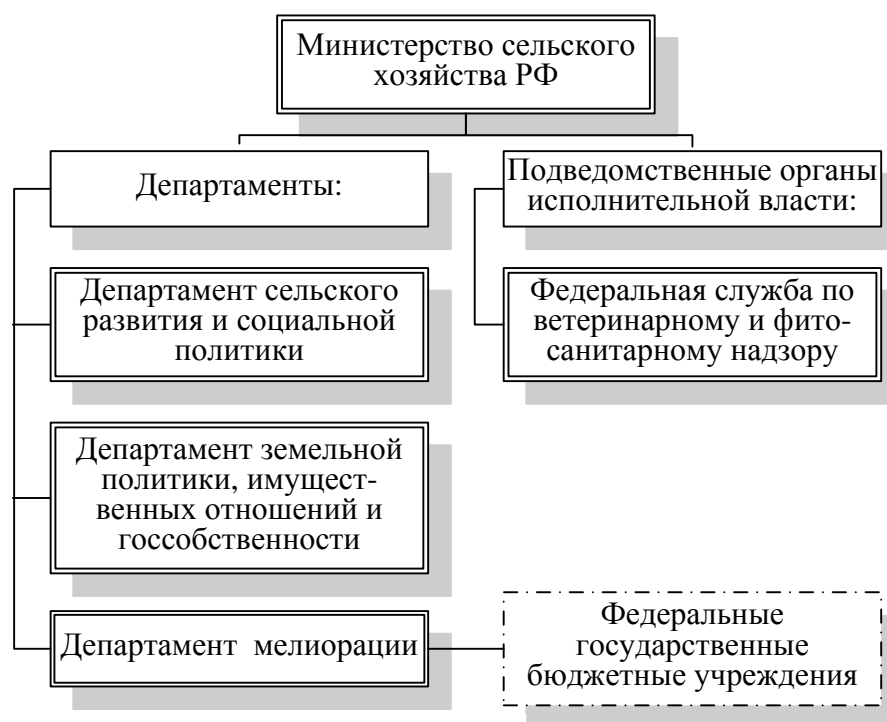 Министерство сельского
хозяйства РФ
Департаменты:
Подведомственные органы
исполнительной власти:
Департамент сельского
развития и социальной
политики
Федеральная служба по
ветеринарному и фито-
санитарному надзору
Департамент земельной
политики, имущест-
венных отношений и
госсобственности
Департамент мелиорации
Федеральные
государственные
бюджетные учреждения